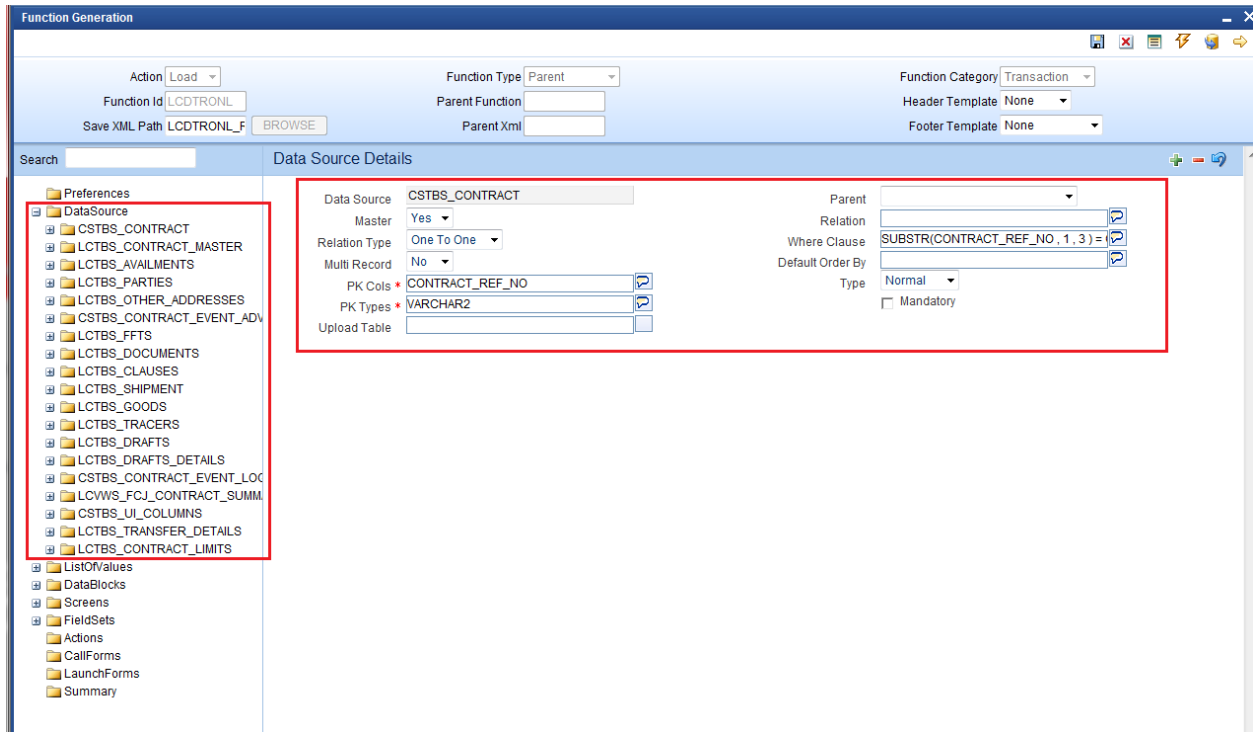 Function Generation
Action Load Function Type Parent Function Category Transaction
Function Id LCDTRONL Parent Function Header Template None
Save XML Path LCDTRONL_F BROWSE Parent Xml Footer Template None
Search Data Source Details
Preferences
DataSource
CSTBS_CONTRACT
LCTBS_CONTRACT_MASTER
LCTBS_AVAILMENTS
LCTBS_PARTIES
LCTBS_OTHER_ADDRESSES
CSTBS_CONTRACT_EVENT_ADV
LCTBS_FFTS
LCTBS_DOCUMENTS
LCTBS_CLAUSES
LCTBS_SHIPMENT
LCTBS_GOODS
LCTBS_TRACERS
LCTBS_DRAFTS
LCTBS_DRAFTS_DETAILS
CSTBS_CONTRACT_EVENT_LOG
LCVWS_FCJ_CONTRACT_SUMM
CSTBS_UI_COLUMNS
LCTBS_TRANSFER_DETAILS
LCTBS_CONTRACT_LIMITS
ListOfValues
DataBlocks
Screens
FieldSets
Actions
CallForms
LaunchForms
Summary
Data Source CSTBS_CONTRACT Parent
Master Yes Relation
Relation Type One To One Where Clause SUBSTR(CONTRACT_REF_NO , 1 , 3 ) =
Multi Record No Default Order By
PK Cols * CONTRACT_REF_NO Type Normal
PK Types * VARCHAR2 Mandatory
Upload Table